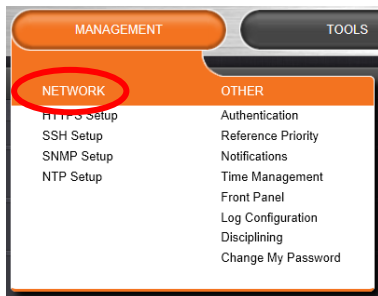 MANAGEMENT
TOOLS
NETWORK
HTTPS Setup
SSH Setup
SNMP Setup
NTP Setup
OTHER
Authentication
Reference Priority
Notifications
Time Management
Front Panel
Log Configuration
Disciplining
Change My Password